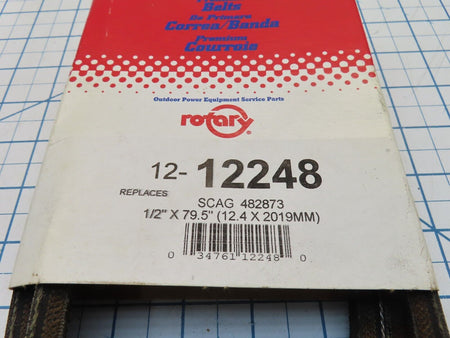 Belts
De Primera
Correa/Banda
Premium
Courrois
Outdoor Power Equipment Service Parts
rotary®
12-12248
REPLACES
SCAG 482873
1/2" X 79.5" (12.4 X 2019MM)
0 34761 12248 0